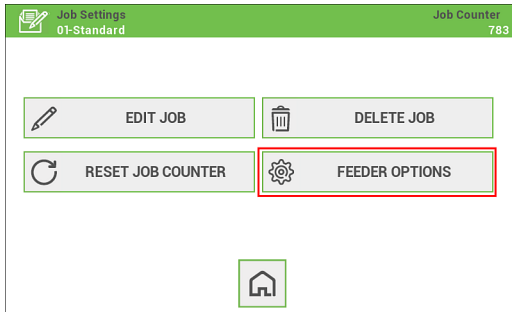 Job Settings
Job Counter
01-Standard
783
EDIT JOB
DELETE JOB
RESET JOB COUNTER
FEEDER OPTIONS